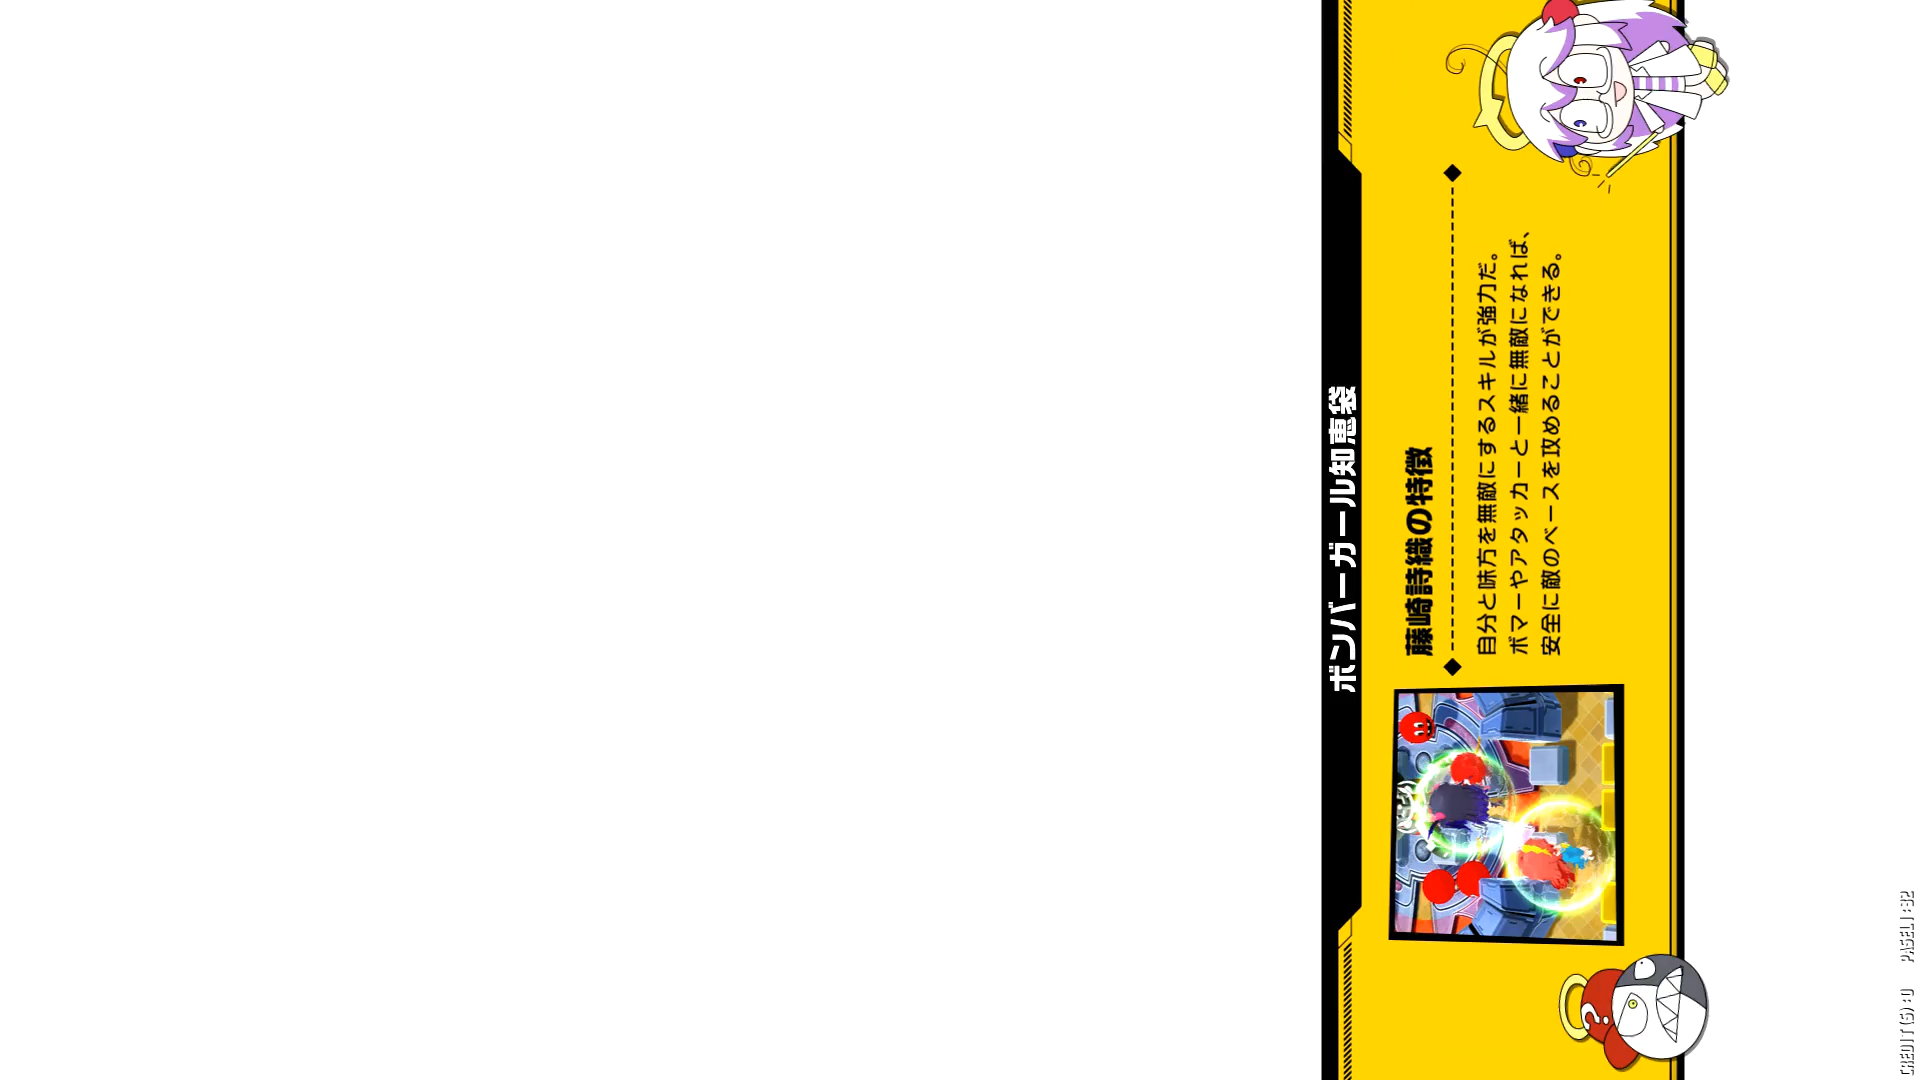 ボンバーガール知恵袋
藤崎詩織の特徴
自分と味方を無敵にするスキルが強力だ。
ボマーやアタッカーと一緒に無敵になれば、
安全に敵のベースを攻めることができる。
?
CREDIT(S):0 PASELI:92